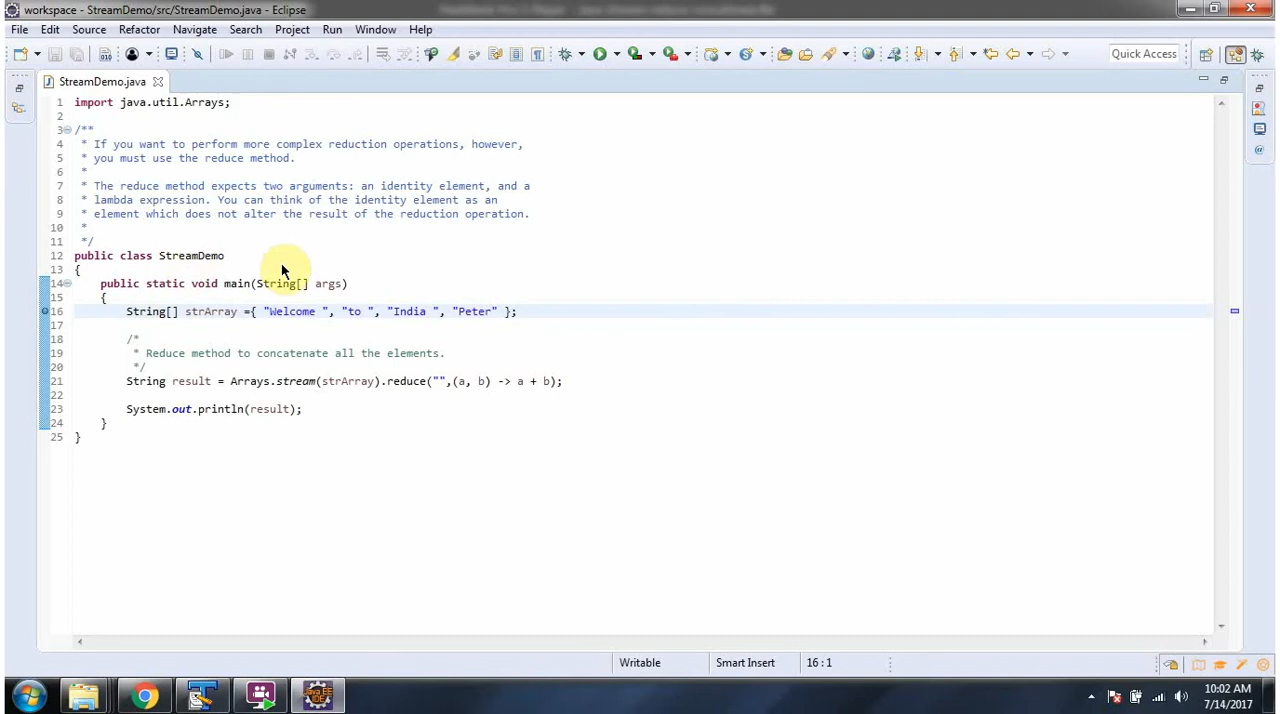 workspace - StreamDemo/src/StreamDemo.java - Eclipse
File Edit Source Refactor Navigate Search Project Run Window Help
Quick Access
StreamDemo.java
1 import java.util.Arrays;
2
3 /**
4 * If you want to perform more complex reduction operations, however,
5 * you must use the reduce method.
6 *
7 * The reduce method expects two arguments: an identity element, and a
8 * lambda expression. You can think of the identity element as an
9 * element which does not alter the result of the reduction operation.
10 *
11 */
12 public class StreamDemo
13 {
14 public static void main(String[] args)
15 {
16 String[] strArray ={ "Welcome ", "to ", "India ", "Peter" };
17
18 /*
19 * Reduce method to concatenate all the elements.
20 */
21 String result = Arrays.stream(strArray).reduce("",(a, b) -> a + b);
22
23 System.out.println(result);
24 }
25 }
Writable Smart Insert 16 : 1
Java EE
IDE
10:02 AM
7/14/2017